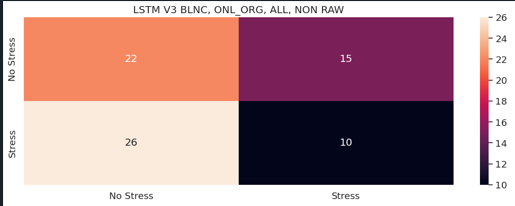 LSTM V3 BLNC, ONL_ORG, ALL, NON RAW
No Stress
22
15
Stress
26
10
No Stress
Stress
26
24
22
20
18
16
14
12
10